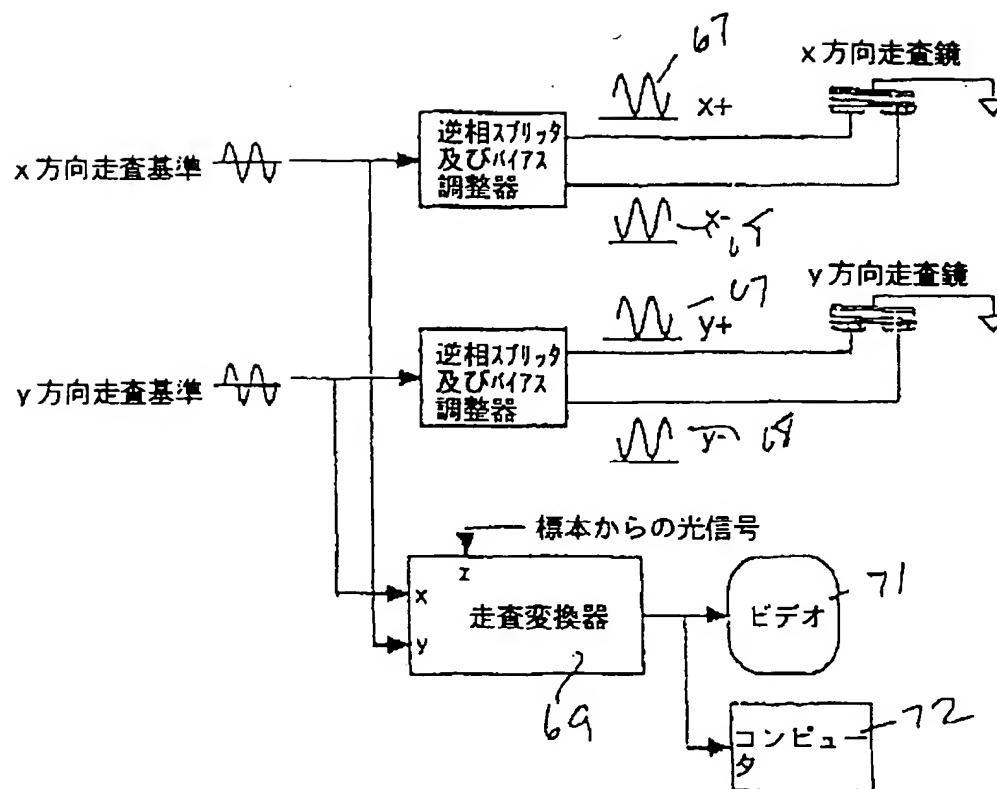 67
x方向走査鏡
x+
逆相スプリッタ
及びバイアス
調整器
x方向走査基準
x-
y方向走査鏡
67
y+
逆相スプリッタ
及びバイアス
調整器
y方向走査基準
y-
68
標本からの光信号
z
x
走査変換器
y
ビデオ
71
69
コンピュー
タ
72